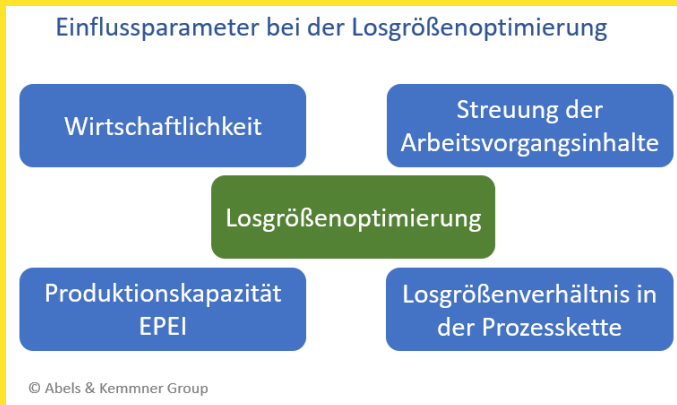 Einflussparameter bei der Losgrößenoptimierung
Wirtschaftlichkeit
Streuung der
Arbeitsvorgangsinhalte
Losgrößenoptimierung
Produktionskapazität
EPEI
Losgrößenverhältnis in
der Prozesskette
© Abels & Kemmner Group